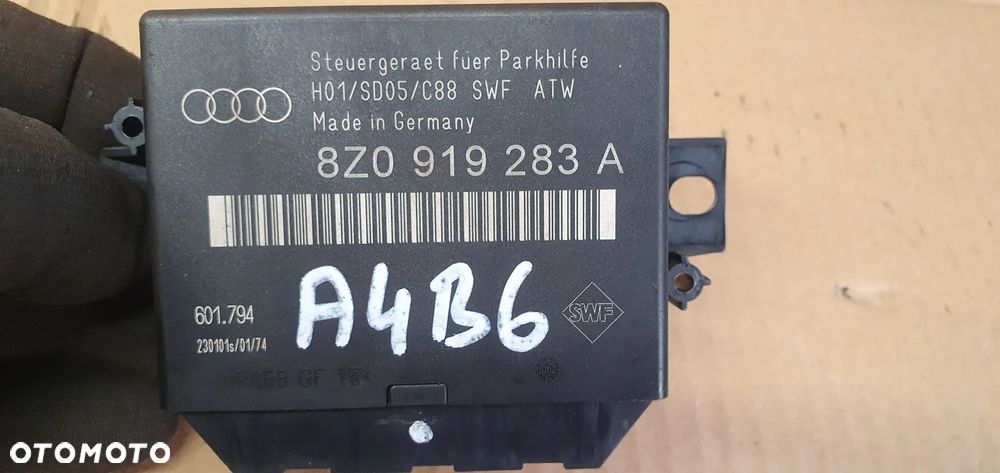 Steuergeraet fuer Parkhilfe
H01/SD05/C88 SWF ATW
Made in Germany
8Z0 919 283 A
A4B6
601.794
SWF
230101s/01/74
OTOMOTO